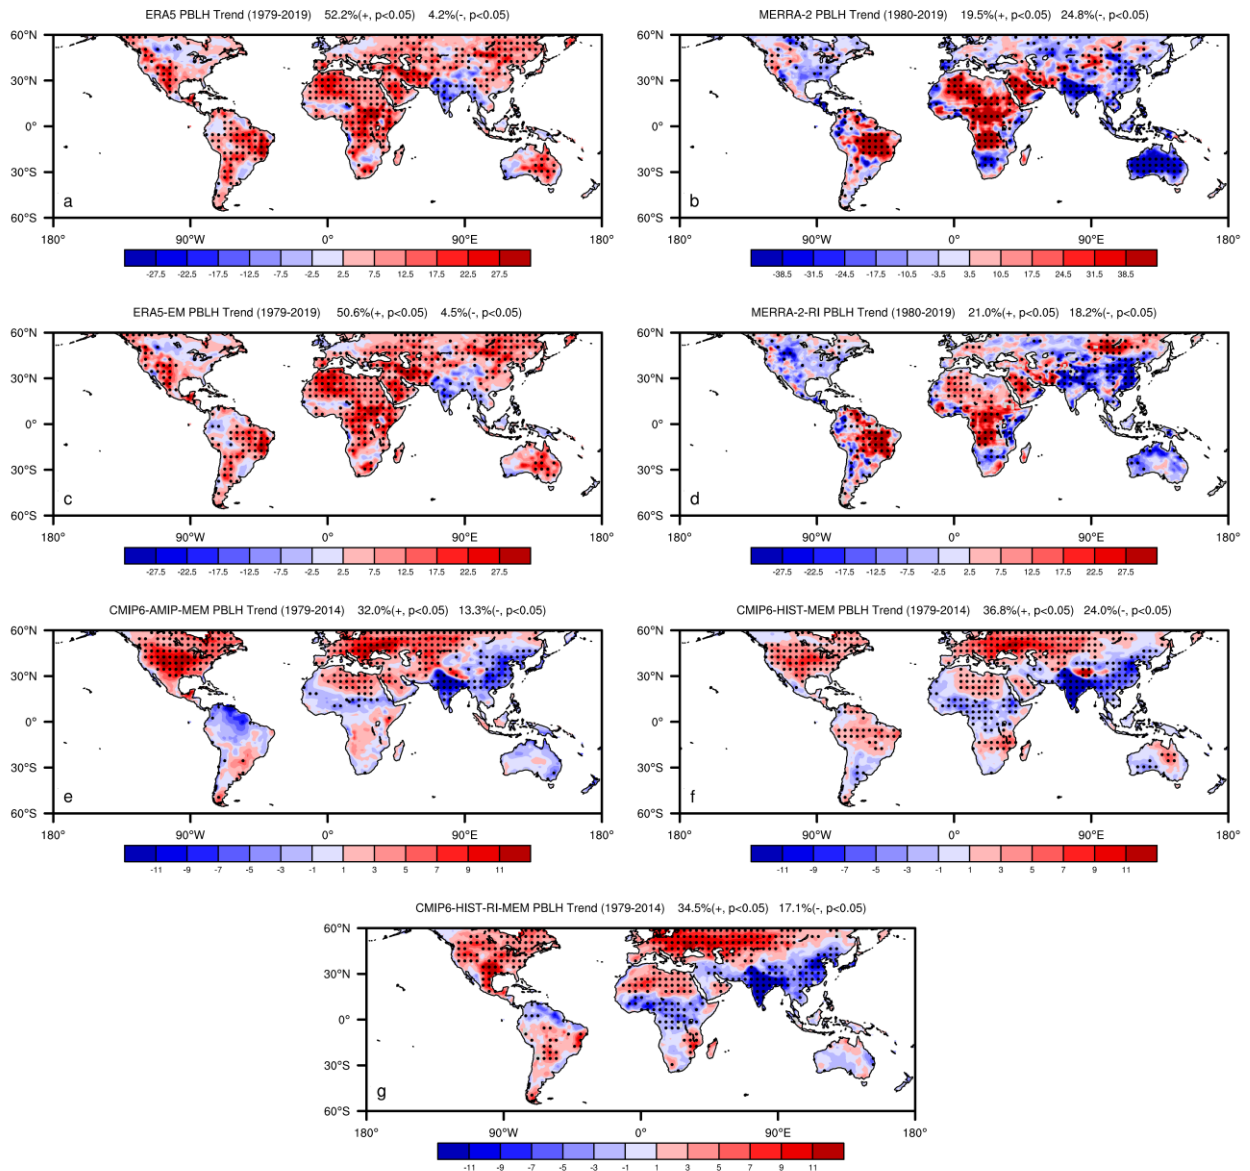 ERA5 PBLH Trend (1979-2019) 52.2%(+, p<0.05) 4.2%(-, p<0.05)
60°N
30°N
0°
30°S
60°S
a
180° 90°W 0° 90°E 180°
-27.5 -22.5 -17.5 -12.5 -7.5 -2.5 2.5 7.5 12.5 17.5 22.5 27.5
MERRA-2 PBLH Trend (1980-2019) 19.5%(+, p<0.05) 24.8%(-, p<0.05)
60°N
30°N
0°
30°S
60°S
b
180° 90°W 0° 90°E 180°
-38.5 -31.5 -24.5 -17.5 -10.5 -3.5 3.5 10.5 17.5 24.5 31.5 38.5
ERA5-EM PBLH Trend (1979-2019) 50.6%(+, p<0.05) 4.5%(-, p<0.05)
60°N
30°N
0°
30°S
60°S
c
180° 90°W 0° 90°E 180°
-27.5 -22.5 -17.5 -12.5 -7.5 -2.5 2.5 7.5 12.5 17.5 22.5 27.5
MERRA-2-RI PBLH Trend (1980-2019) 21.0%(+, p<0.05) 18.2%(-, p<0.05)
60°N
30°N
0°
30°S
60°S
d
180° 90°W 0° 90°E 180°
-27.5 -22.5 -17.5 -12.5 -7.5 -2.5 2.5 7.5 12.5 17.5 22.5 27.5
CMIP6-AMIP-MEM PBLH Trend (1979-2014) 32.0%(+, p<0.05) 13.3%(-, p<0.05)
60°N
30°N
0°
30°S
60°S
e
180° 90°W 0° 90°E 180°
-11 -9 -7 -5 -3 -1 1 3 5 7 9 11
CMIP6-HIST-MEM PBLH Trend (1979-2014) 36.8%(+, p<0.05) 24.0%(-, p<0.05)
60°N
30°N
0°
30°S
60°S
f
180° 90°W 0° 90°E 180°
-11 -9 -7 -5 -3 -1 1 3 5 7 9 11
CMIP6-HIST-RI-MEM PBLH Trend (1979-2014) 34.5%(+, p<0.05) 17.1%(-, p<0.05)
60°N
30°N
0°
30°S
60°S
g
180° 90°W 0° 90°E 180°
-11 -9 -7 -5 -3 -1 1 3 5 7 9 11